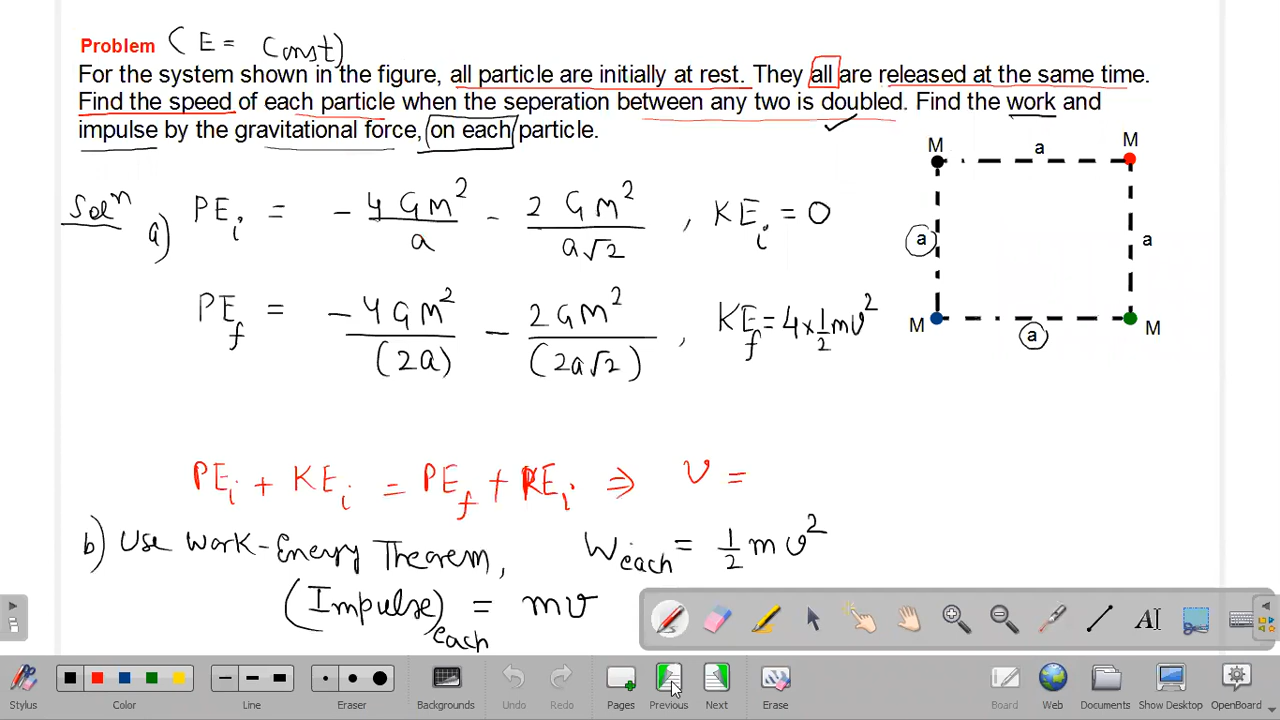 Problem ( E = Const)
For the system shown in the figure, all particle are initially at rest. They all are released at the same time.
Find the speed of each particle when the seperation between any two is doubled. Find the work and
impulse by the gravitational force, on each particle.
M a M
a a
M a M
Solⁿ a) PEᵢ = - 4GM²/a - 2GM²/a√2 , KEᵢ = 0
PE_f = - 4GM²/(2a) - 2GM²/(2a√2) , KE_f = 4×½mv²
PEᵢ + KEᵢ = PE_f + KEᵢ ⇒ v =
b) Use Work-Energy Theorem, W_each = ½mv²
(Impulse)_each = mv
Color Line Eraser Backgrounds Undo Redo Pages Previous Next Erase Board Web Documents Show Desktop OpenBoard